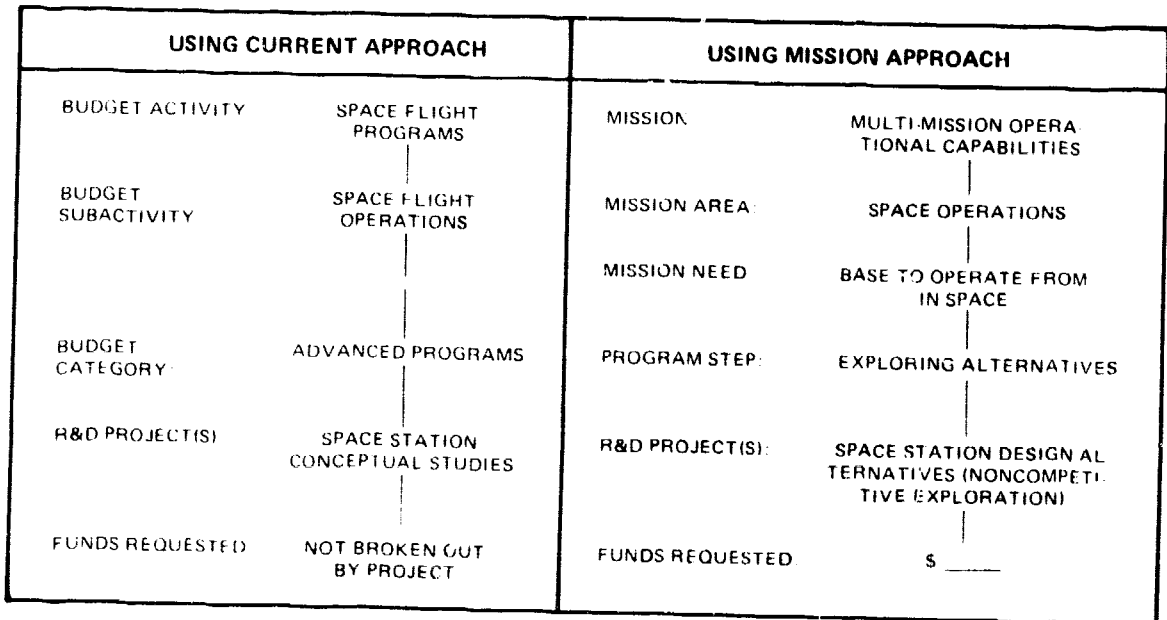 USING CURRENT APPROACH
BUDGET ACTIVITY
SPACE FLIGHT
PROGRAMS
BUDGET
SUBACTIVITY
SPACE FLIGHT
OPERATIONS
BUDGET
CATEGORY:
ADVANCED PROGRAMS
R&D PROJECT(S)
SPACE STATION
CONCEPTUAL STUDIES
FUNDS REQUESTED
NOT BROKEN OUT
BY PROJECT
USING MISSION APPROACH
MISSION
MULTI-MISSION OPERA-
TIONAL CAPABILITIES
MISSION AREA:
SPACE OPERATIONS
MISSION NEED
BASE TO OPERATE FROM
IN SPACE
PROGRAM STEP:
EXPLORING ALTERNATIVES
R&D PROJECT(S):
SPACE STATION DESIGN AL
TERNATIVES (NONCOMPETI-
TIVE EXPLORATION)
FUNDS REQUESTED
$ _____